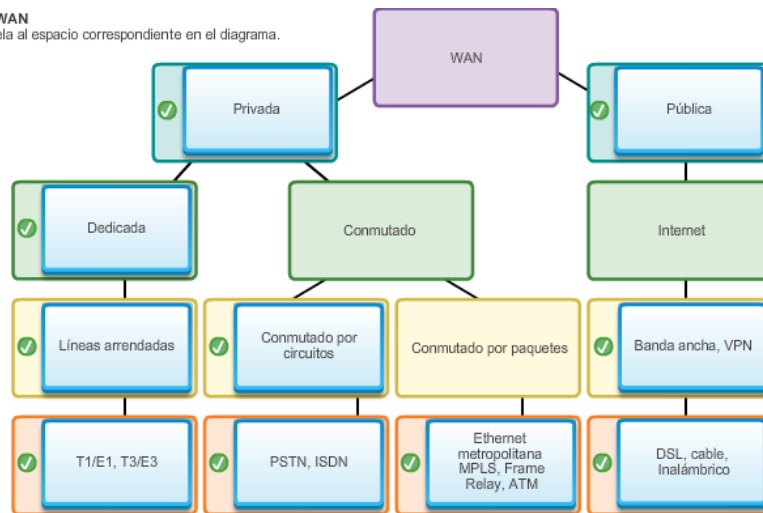 WAN
ela al espacio correspondiente en el diagrama.
WAN
Privada
Pública
Dedicada
Conmutado
Internet
Líneas arrendadas
Conmutado por
circuitos
Conmutado por paquetes
Banda ancha, VPN
T1/E1, T3/E3
PSTN, ISDN
Ethernet
metropolitana
MPLS, Frame
Relay, ATM
DSL, cable,
Inalámbrico